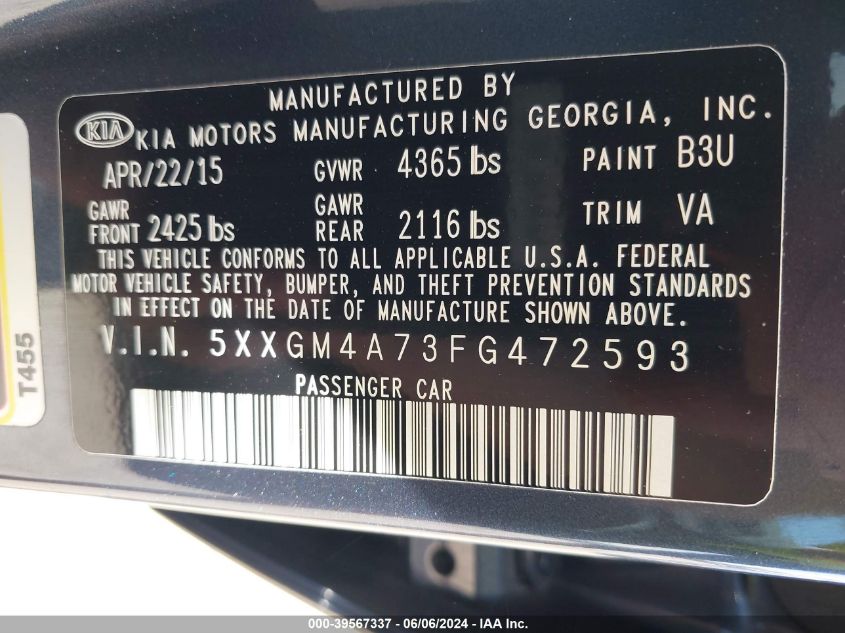 MANUFACTURED BY
KIA KIA MOTORS MANUFACTURING GEORGIA, INC.
APR/22/15 GVWR 4365 lbs PAINT B3U
GAWR FRONT 2425 lbs GAWR REAR 2116 lbs TRIM VA
THIS VEHICLE CONFORMS TO ALL APPLICABLE U.S.A. FEDERAL
MOTOR VEHICLE SAFETY, BUMPER, AND THEFT PREVENTION STANDARDS
IN EFFECT ON THE DATE OF MANUFACTURE SHOWN ABOVE.
V.I.N. 5XXGM4A73FG472593
PASSENGER CAR
T455
000-39567337 - 06/06/2024 - IAA Inc.